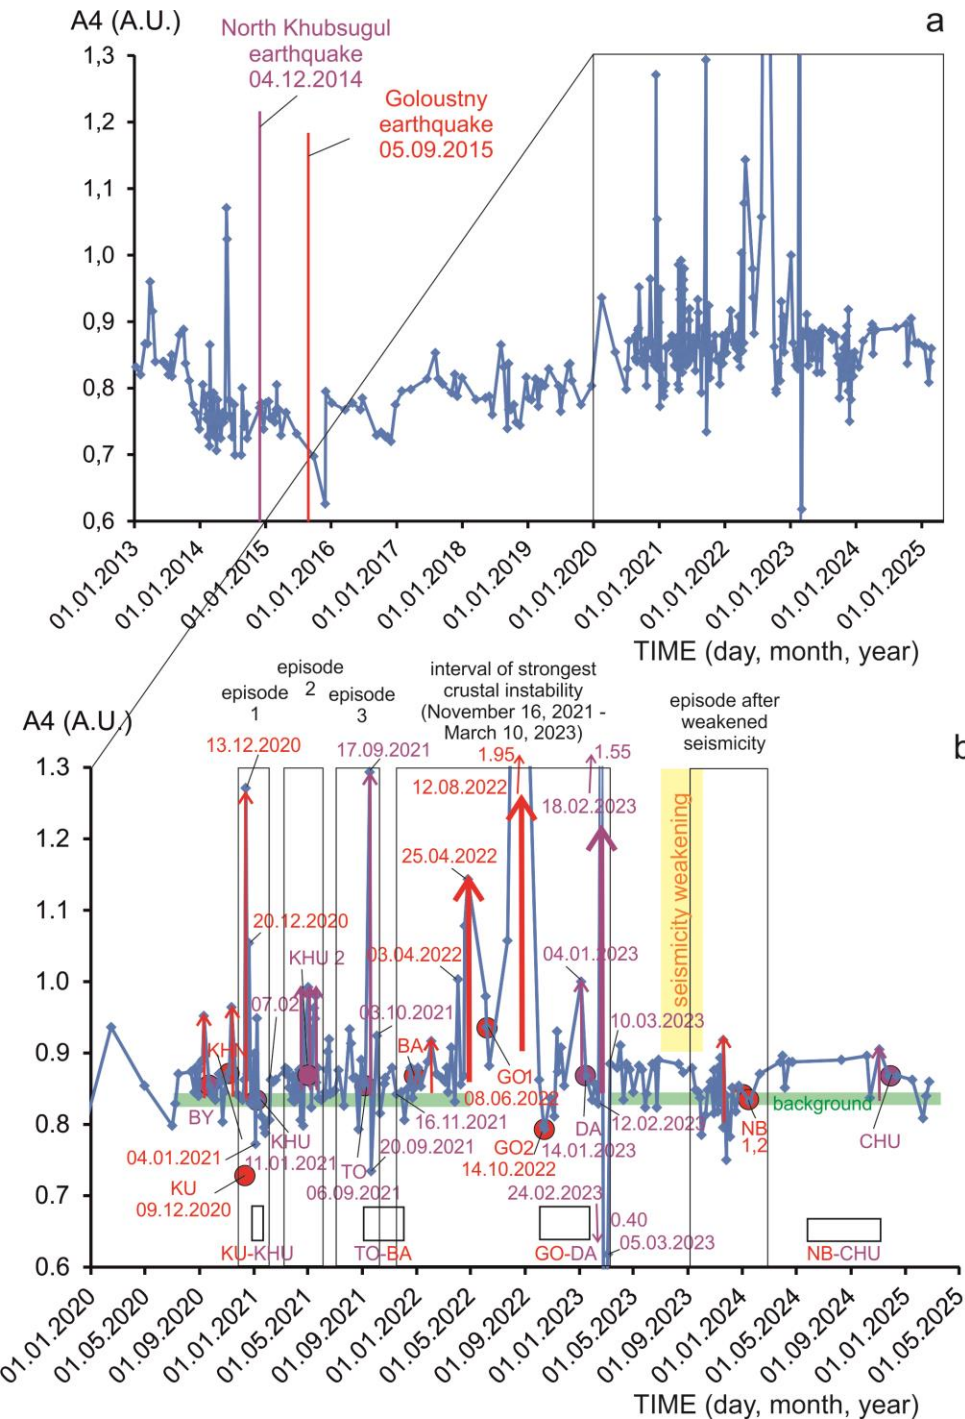 A4 (A.U.)
a
North Khubsugul
earthquake
04.12.2014
Goloustny
earthquake
05.09.2015
1,3
1,2
1,1
1,0
0,9
0,8
0,7
0,6
01.01.2013
01.01.2014
01.01.2015
01.01.2016
01.01.2017
01.01.2018
01.01.2019
01.01.2020
01.01.2021
01.01.2022
01.01.2023
01.01.2024
01.01.2025
TIME (day, month, year)
A4 (A.U.)
b
episode
1
episode
2
episode
3
interval of strongest
crustal instability
(November 16, 2021 -
March 10, 2023)
episode after
weakened
seismicity
13.12.2020
17.09.2021
1.95
1.55
12.08.2022
18.02.2023
25.04.2022
20.12.2020
KHU 2
03.04.2022
04.01.2023
07.02
03.10.2021
10.03.2023
seismicity weakening
KHN
BA
GO1
08.06.2022
BY
KHU
16.11.2021
DA
12.02.2023
background
NB
1,2
CHU
04.01.2021
11.01.2021
TO
06.09.2021
20.09.2021
GO2
14.10.2022
14.01.2023
KU
09.12.2020
24.02.2023
0.40
05.03.2023
KU-KHU
TO-BA
GO-DA
NB-CHU
1.3
1.2
1.1
1.0
0.9
0.8
0.7
0.6
01.01.2020
01.05.2020
01.09.2020
01.01.2021
01.05.2021
01.09.2021
01.01.2022
01.05.2022
01.09.2022
01.01.2023
01.05.2023
01.09.2023
01.01.2024
01.05.2024
01.09.2024
01.01.2025
01.05.2025
TIME (day, month, year)